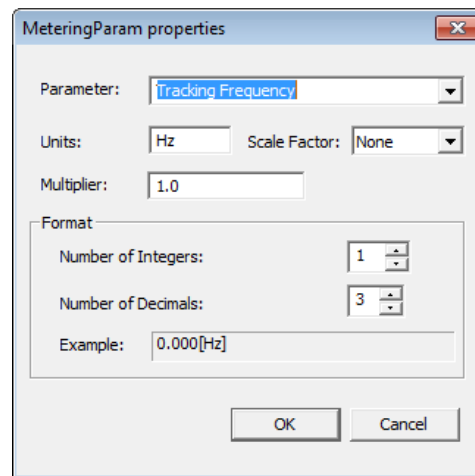 MeteringParam properties
Parameter: Tracking Frequency
Units: Hz Scale Factor: None
Multiplier: 1.0
Format
Number of Integers: 1
Number of Decimals: 3
Example: 0.000[Hz]
OK Cancel